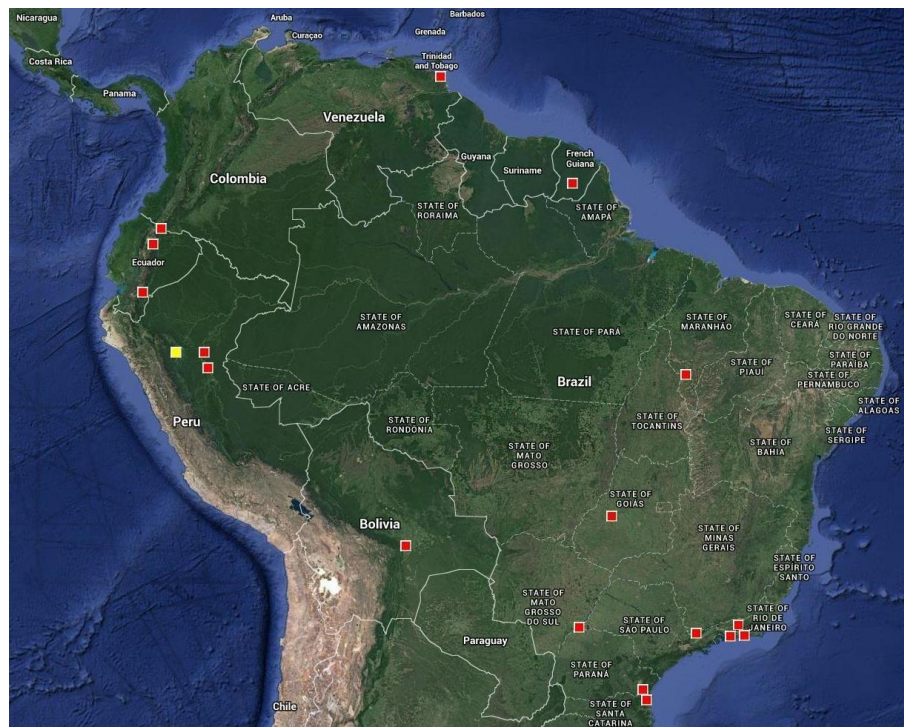 Nicaragua
Aruba
Barbados
Curaçao
Grenada
Costa Rica
Trinidad
and Tobago
Panama
Venezuela
Guyana
Suriname
French
Guiana
Colombia
STATE OF
RORAIMA
STATE OF
AMAPÁ
Ecuador
STATE OF
AMAZONAS
STATE OF PARÁ
STATE OF
MARANHÃO
STATE OF
CEARÁ
STATE OF
RIO GRANDE
DO NORTE
STATE OF
PIAUÍ
STATE OF
PARAÍBA
STATE OF
PERNAMBUCO
STATE OF ACRE
Brazil
STATE OF
ALAGOAS
Peru
STATE OF
RONDÔNIA
STATE OF
TOCANTINS
STATE OF
SERGIPE
STATE OF
MATO
GROSSO
STATE OF
BAHIA
STATE OF
GOIÁS
Bolivia
STATE OF
MINAS
GERAIS
STATE OF
ESPÍRITO
SANTO
STATE OF
MATO
GROSSO
DO SUL
STATE OF
SÃO PAULO
STATE OF
RIO DE
JANEIRO
Paraguay
STATE OF
PARANÁ
Chile
STATE OF
SANTA
CATARINA